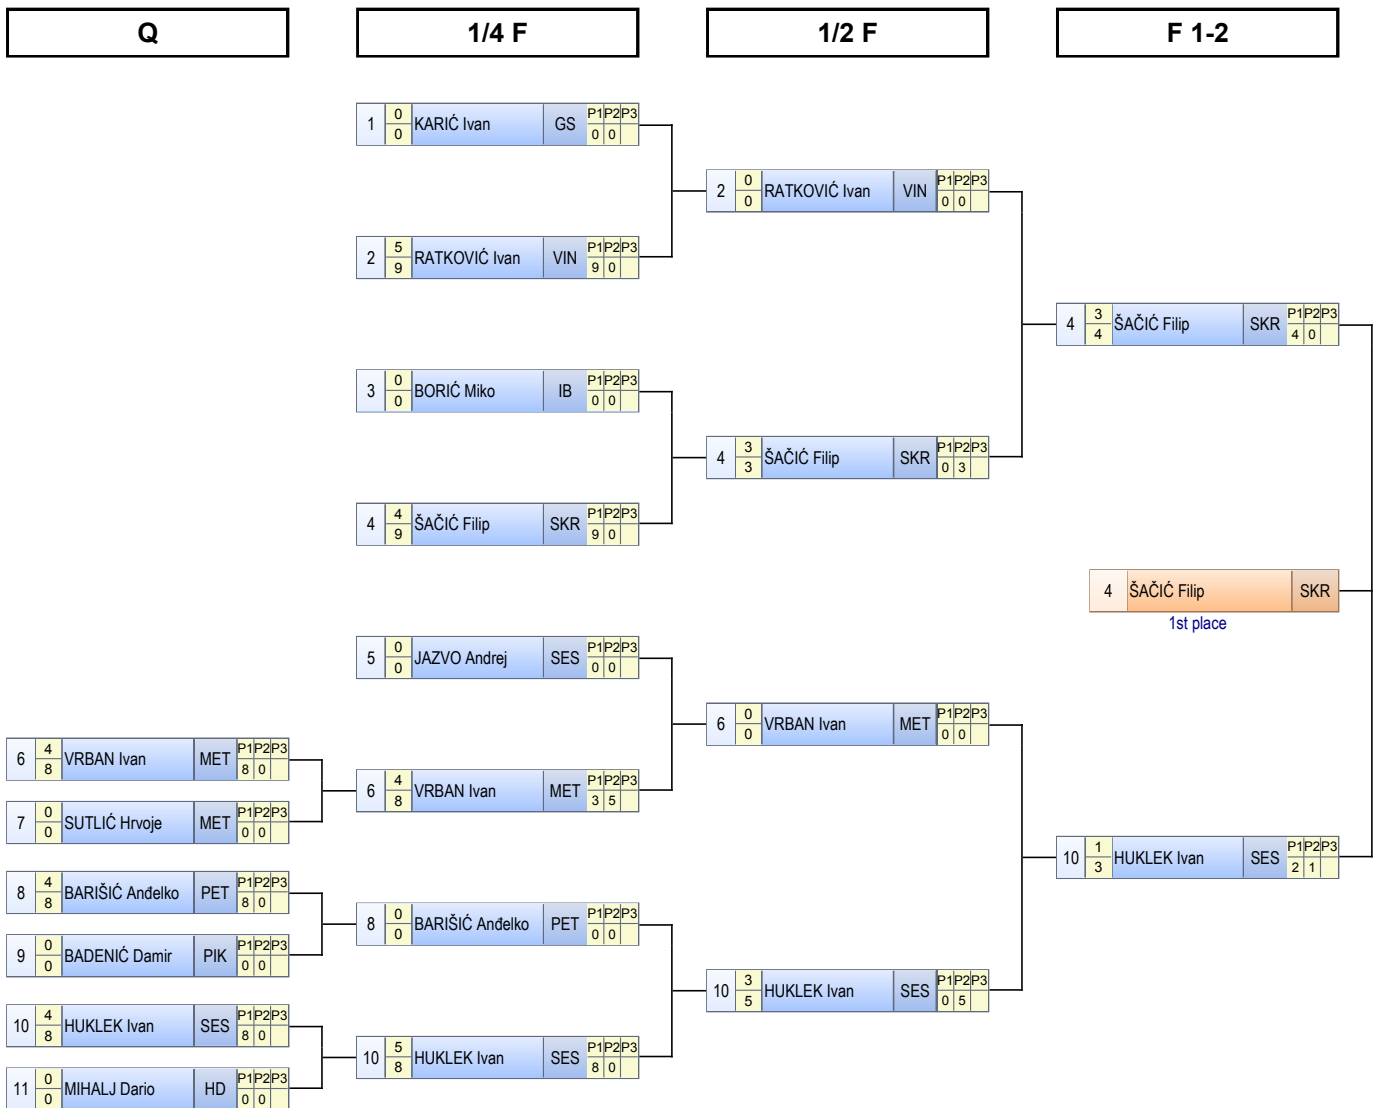 Q 1/4 F 1/2 F F 1-2
1 0 0 KARIĆ Ivan GS P1 P2 P3 0 0
2 0 0 RATKOVIĆ Ivan VIN P1 P2 P3 0 0
2 5 9 RATKOVIĆ Ivan VIN P1 P2 P3 9 0
4 3 4 ŠAČIĆ Filip SKR P1 P2 P3 4 0
3 0 0 BORIĆ Miko IB P1 P2 P3 0 0
4 3 3 ŠAČIĆ Filip SKR P1 P2 P3 0 3
4 4 9 ŠAČIĆ Filip SKR P1 P2 P3 9 0
4 ŠAČIĆ Filip SKR
1st place
5 0 0 JAZVO Andrej SES P1 P2 P3 0 0
6 0 0 VRBAN Ivan MET P1 P2 P3 0 0
6 4 8 VRBAN Ivan MET P1 P2 P3 8 0
6 4 8 VRBAN Ivan MET P1 P2 P3 3 5
7 0 0 SUTLIĆ Hrvoje MET P1 P2 P3 0 0
10 1 3 HUKLEK Ivan SES P1 P2 P3 2 1
8 4 8 BARIŠIĆ Anđelko PET P1 P2 P3 8 0
8 0 0 BARIŠIĆ Anđelko PET P1 P2 P3 0 0
9 0 0 BADENIĆ Damir PIK P1 P2 P3 0 0
10 3 5 HUKLEK Ivan SES P1 P2 P3 0 5
10 4 8 HUKLEK Ivan SES P1 P2 P3 8 0
10 5 8 HUKLEK Ivan SES P1 P2 P3 8 0
11 0 0 MIHALJ Dario HD P1 P2 P3 0 0